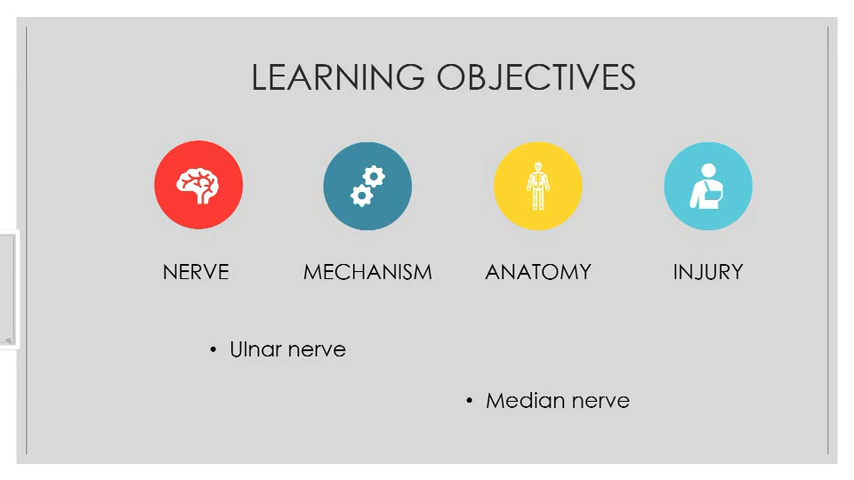 LEARNING OBJECTIVES
NERVE MECHANISM ANATOMY INJURY
• Ulnar nerve
• Median nerve